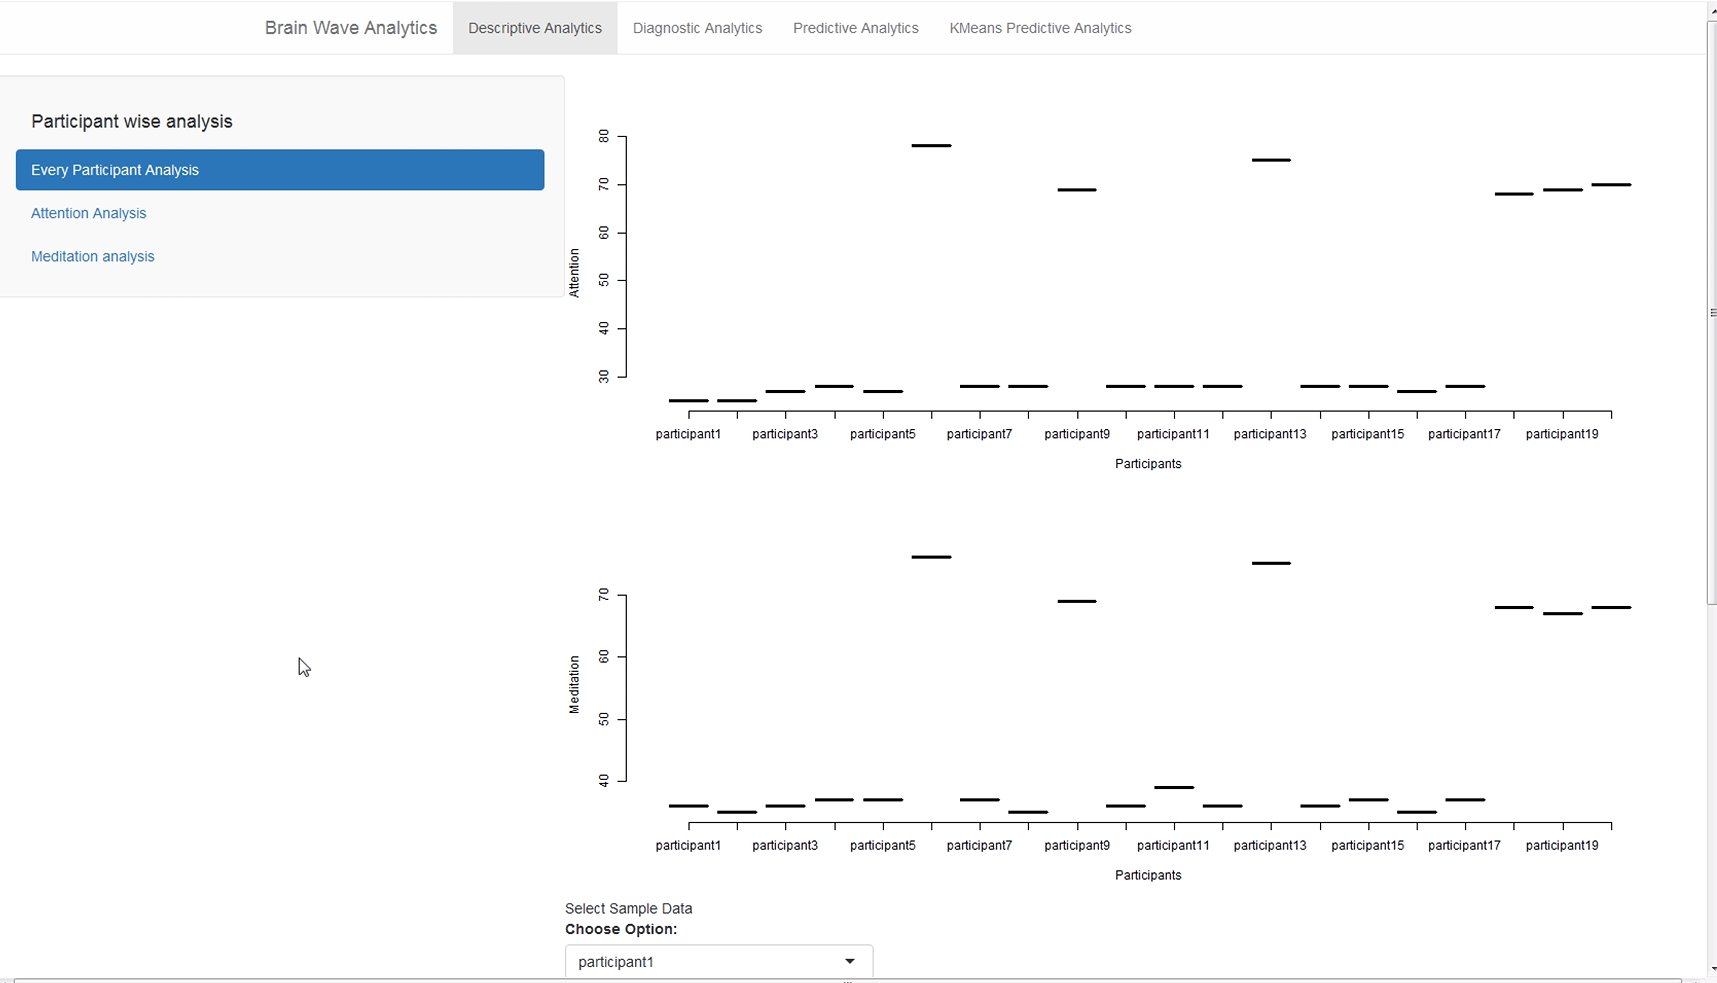 Brain Wave Analytics Descriptive Analytics Diagnostic Analytics Predictive Analytics KMeans Predictive Analytics
Participant wise analysis
Every Participant Analysis
Attention Analysis
Meditation analysis
Attention
80
70
60
50
40
30
participant1 participant3 participant5 participant7 participant9 participant11 participant13 participant15 participant17 participant19
Participants
Meditation
70
60
50
40
participant1 participant3 participant5 participant7 participant9 participant11 participant13 participant15 participant17 participant19
Participants
Select Sample Data
Choose Option:
participant1